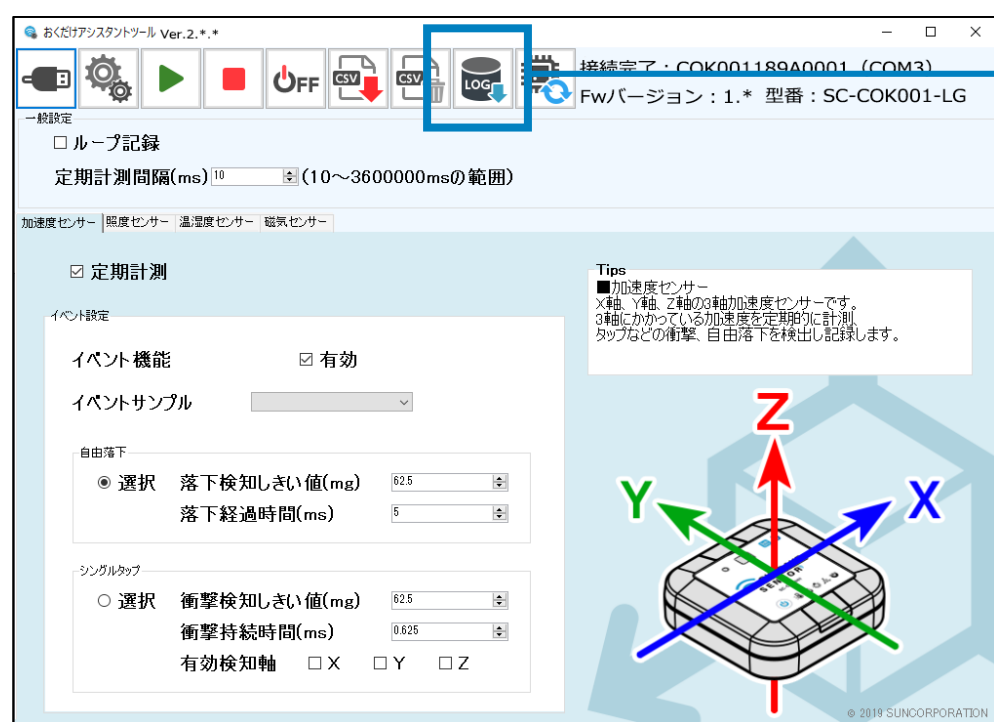 おくだけアシスタントツール Ver.2.*.*
OFF
CSV
CSV
LOG
接続完了：COK001189A0001 (COM3)
Fwバージョン：1.* 型番：SC-COK001-LG
一般設定
ループ記録
定期計測間隔(ms) 10 (10～3600000msの範囲)
加速度センサー 照度センサー 温湿度センサー 磁気センサー
定期計測
イベント設定
イベント機能 有効
イベントサンプル
自由落下
選択 落下検知しきい値(mg) 62.5
落下経過時間(ms) 5
シングルタップ
選択 衝撃検知しきい値(mg) 62.5
衝撃持続時間(ms) 0.625
有効検知軸 X Y Z
Tips
■加速度センサー
X軸、Y軸、Z軸の3軸加速度センサーです。
3軸にかかっている加速度を定期的に計測、
タップなどの衝撃、自由落下を検出し記録します。
Z
Y
X
© 2019 SUNCORPORATION